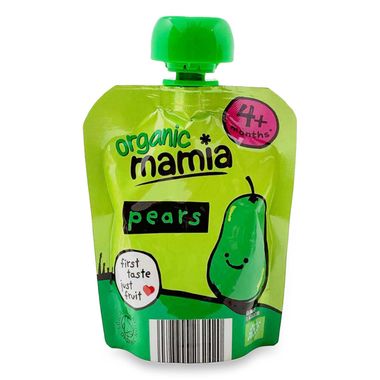 organic
mamia
4+
months*
pears
first
taste
just
fruit